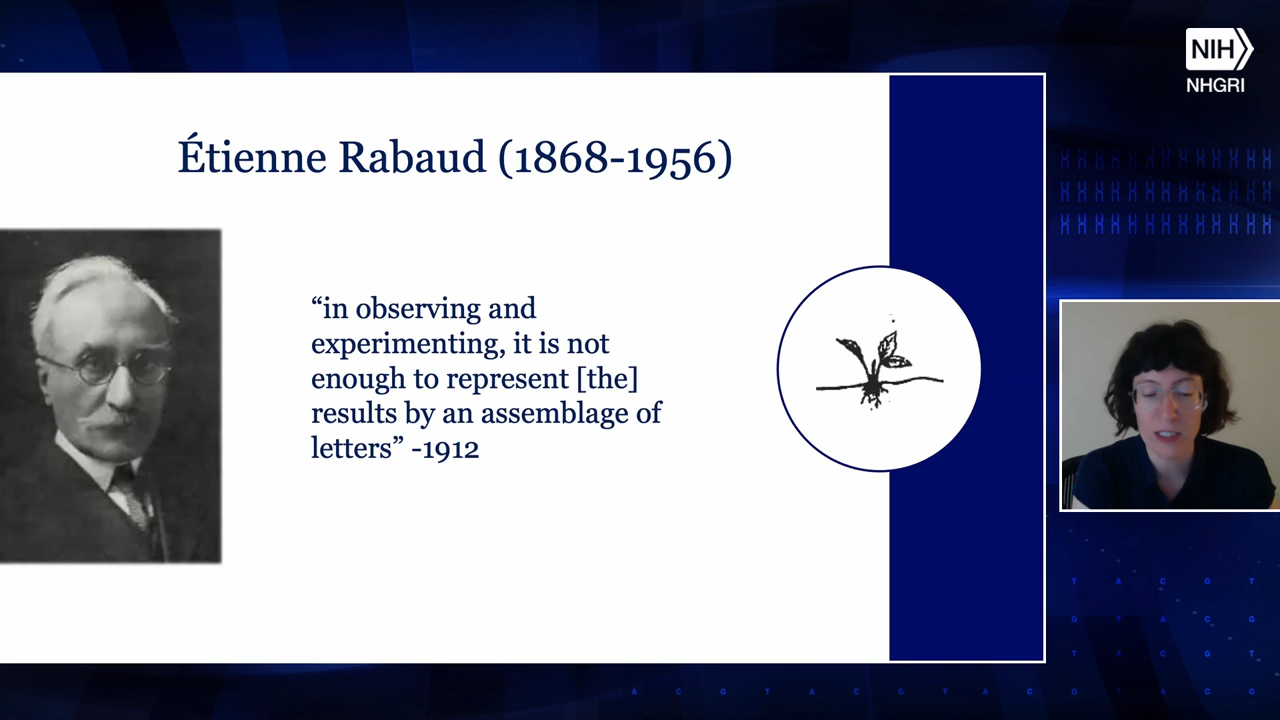 NIH
NHGRI
Étienne Rabaud (1868-1956)
“in observing and
experimenting, it is not
enough to represent [the]
results by an assemblage of
letters” -1912
T A C G T
G T A C G
T A C G T
A C G T A C G T A C G T A C G